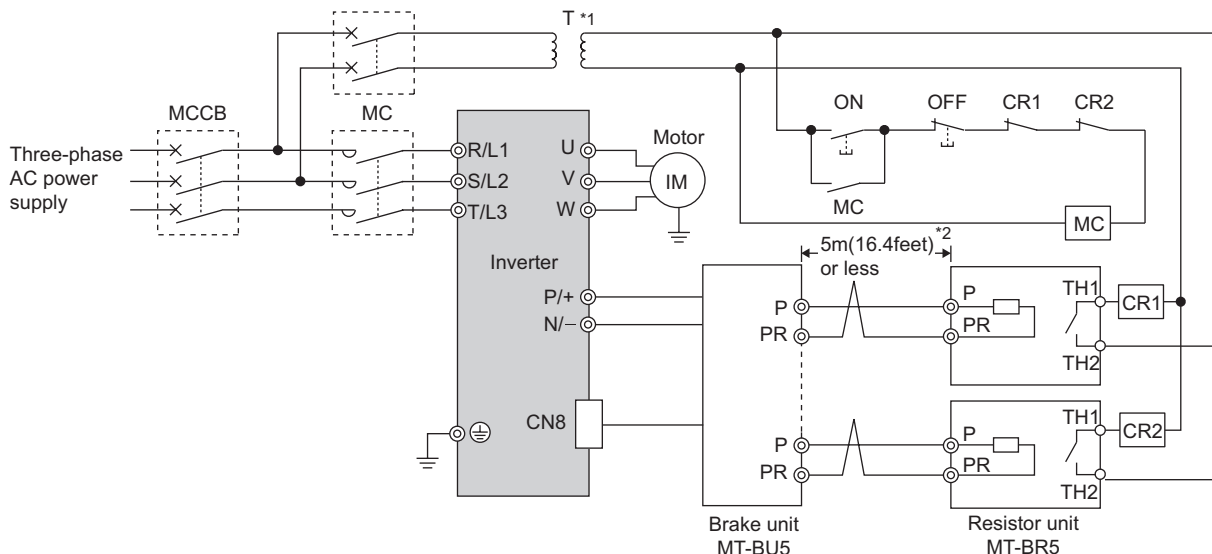 T *1
ON
OFF
CR1
CR2
MCCB
MC
Three-phase
AC power
supply
R/L1
S/L2
T/L3
U
V
W
Motor
IM
MC
MC
Inverter
5m(16.4feet) *2
or less
P/+
N/−
P
PR
P
PR
TH1
TH2
CR1
CN8
P
PR
P
PR
TH1
TH2
CR2
Brake unit
MT-BU5
Resistor unit
MT-BR5